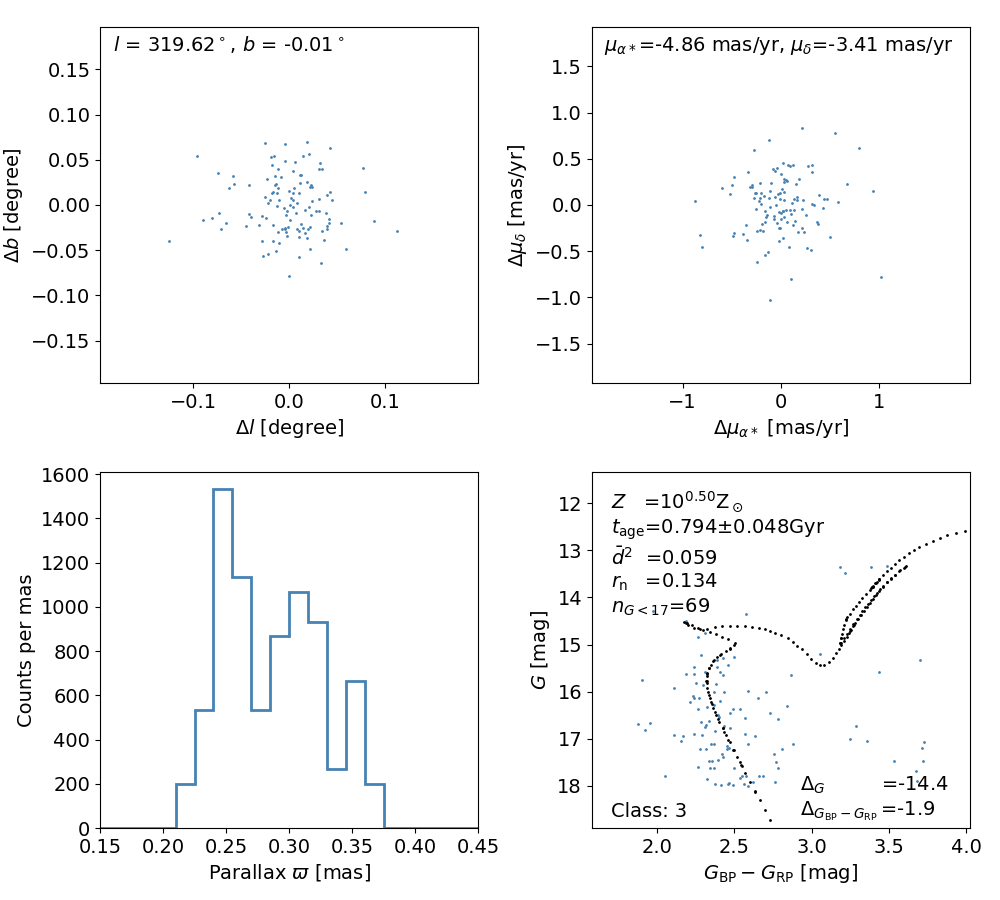 l = 319.62°, b = -0.01°
0.15
0.10
0.05
0.00
−0.05
−0.10
−0.15
Δb [degree]
−0.1 0.0 0.1
Δl [degree]
μα*=-4.86 mas/yr, μδ=-3.41 mas/yr
1.5
1.0
0.5
0.0
−0.5
−1.0
−1.5
Δμδ [mas/yr]
−1 0 1
Δμα* [mas/yr]
1600
1400
1200
1000
800
600
400
200
0
Counts per mas
0.15 0.20 0.25 0.30 0.35 0.40 0.45
Parallax ϖ [mas]
Z =10^0.50 Z⊙
t_age=0.794±0.048Gyr
d̄² =0.059
r_n =0.134
n_G<17=69
Class: 3
Δ_G =-14.4
Δ_G_BP−G_RP =-1.9
12
13
14
15
16
17
18
G [mag]
2.0 2.5 3.0 3.5 4.0
G_BP − G_RP [mag]